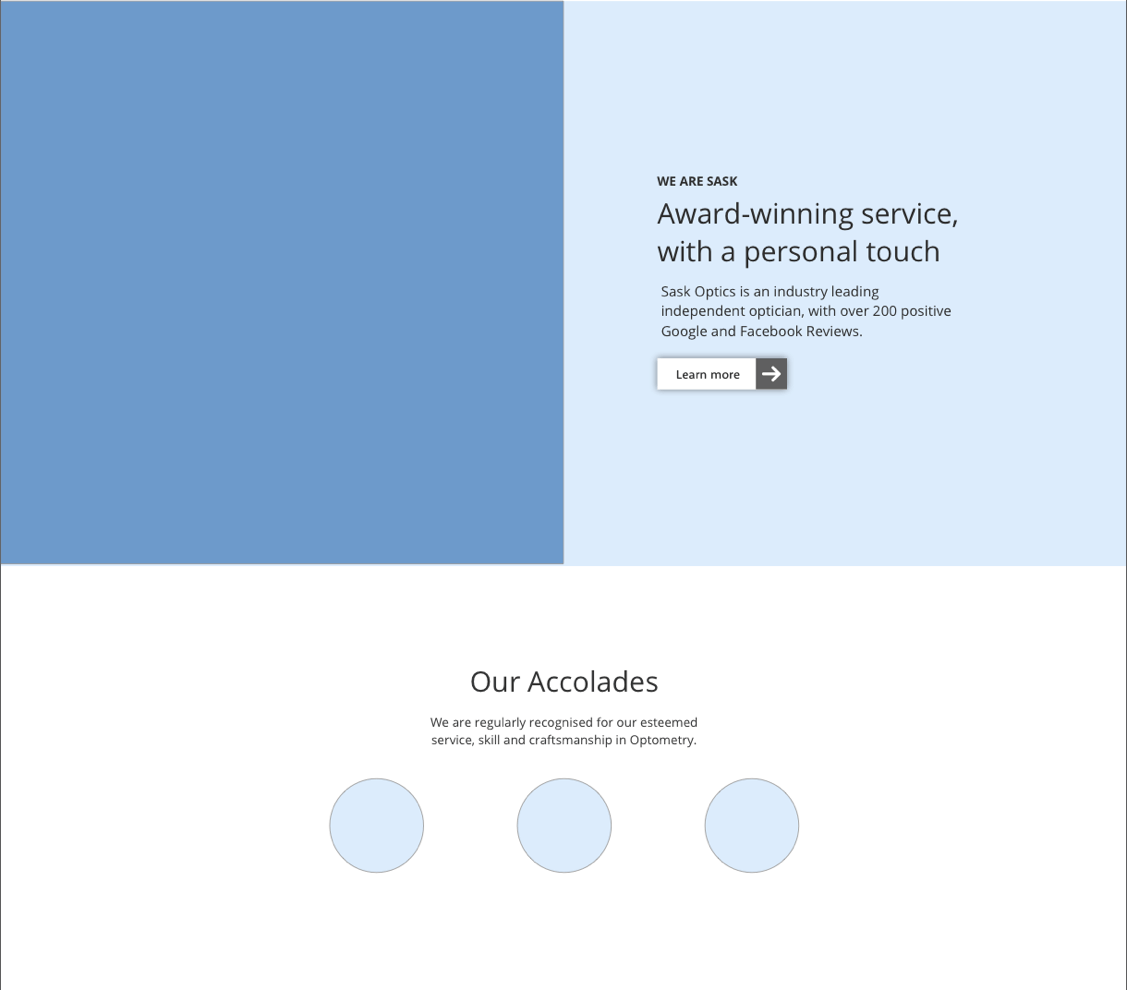 WE ARE SASK
Award-winning service,
with a personal touch
Sask Optics is an industry leading
independent optician, with over 200 positive
Google and Facebook Reviews.
Learn more
Our Accolades
We are regularly recognised for our esteemed
service, skill and craftsmanship in Optometry.